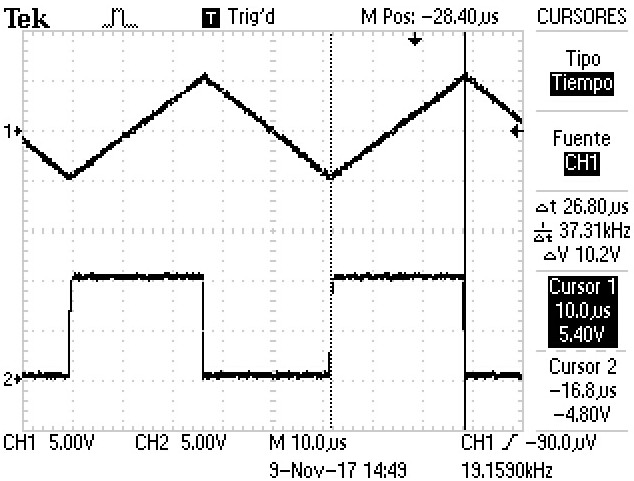 Tek T Trig'd M Pos: -28.40µs CURSORES
Tipo
Tiempo
Fuente
CH1
Δt 26.80µs
1/Δt 37.31kHz
ΔV 10.2V
Cursor 1
10.0µs
5.40V
Cursor 2
-16.8µs
-4.80V
1
2
CH1 5.00V CH2 5.00V M 10.0µs CH1 -90.0µV
9-Nov-17 14:49 19.1590kHz